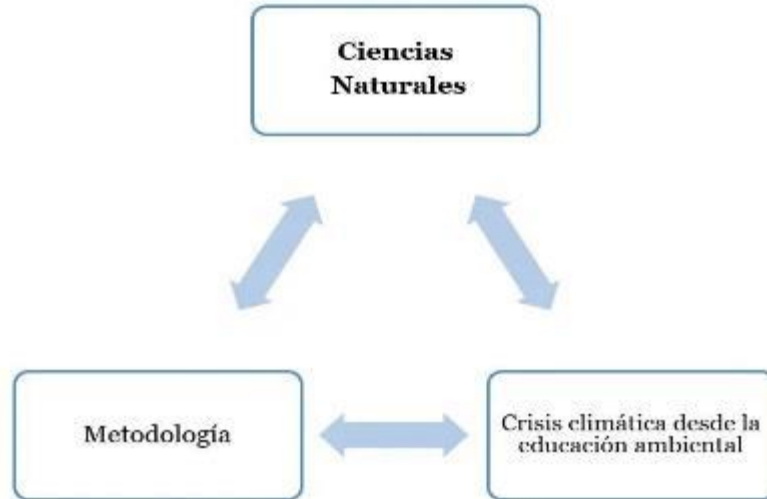 Ciencias
Naturales
Metodología
Crisis climática desde la
educación ambiental